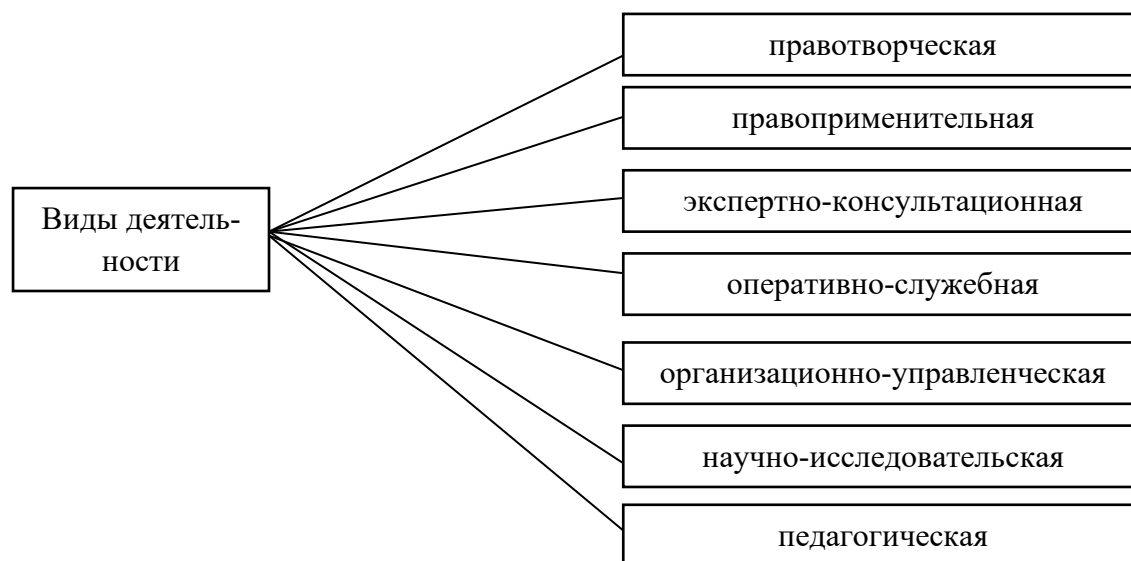 правотворческая
правоприменительная
экспертно-консультационная
Виды деятель-
ности
оперативно-служебная
организационно-управленческая
научно-исследовательская
педагогическая